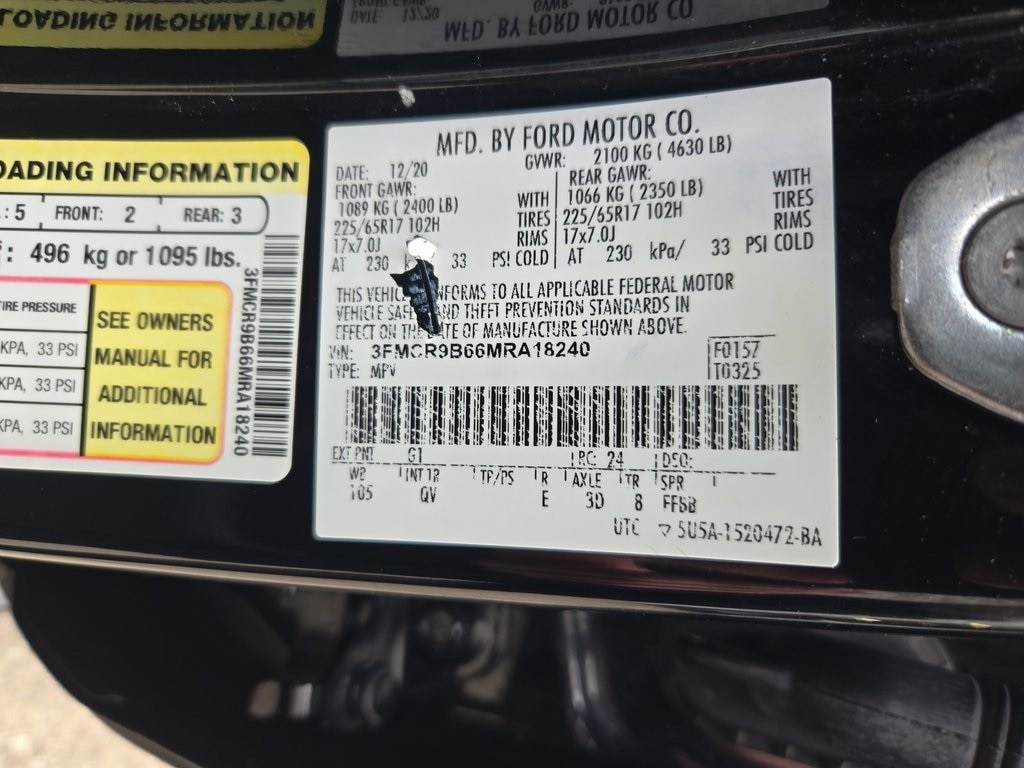 LOADING INFORMATION
DATE: 12/20
MFD. BY FORD MOTOR CO
OADING INFORMATION
: 5 FRONT: 2 REAR: 3
: 496 kg or 1095 lbs.
IRE PRESSURE
KPA, 33 PSI
KPA, 33 PSI
KPA, 33 PSI
SEE OWNERS
MANUAL FOR
ADDITIONAL
INFORMATION
3FMCR9B66MRA18240
MFD. BY FORD MOTOR CO.
DATE: 12/20 GVWR: 2100 KG ( 4630 LB)
FRONT GAWR: REAR GAWR:
1089 KG (2400 LB) WITH 1066 KG (2350 LB) WITH
225/65R17 102H TIRES 225/65R17 102H TIRES
17x7.0J RIMS 17x7.0J RIMS
AT 230 33 PSI COLD AT 230 kPa/ 33 PSI COLD
THIS CONFORMS TO ALL APPLICABLE FEDERAL MOTOR
VEHICLE AND THEFT PREVENTION STANDARDS IN
EFFECT ON OF MANUFACTURE SHOWN ABOVE.
VIN: 3FMCR9B66MRA18240 F0157
TYPE: MPV T0325
EXT PNT G1 RC: 24 DSO:
WB INT TR TP/PS R AXLE TR SPR
105 QV E 3D 8 FFBB
UTC ▽ 5U5A-1520472-BA